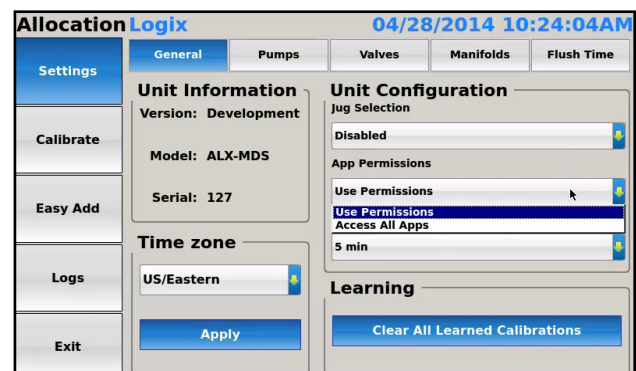 Allocation Logix 04/28/2014 10:24:04AM
Settings
Calibrate
Easy Add
Logs
Exit
General Pumps Valves Manifolds Flush Time
Unit Information
Version: Development
Model: ALX-MDS
Serial: 127
Time zone
US/Eastern
Apply
Unit Configuration
Jug Selection
Disabled
App Permissions
Use Permissions
Use Permissions
Access All Apps
5 min
Learning
Clear All Learned Calibrations